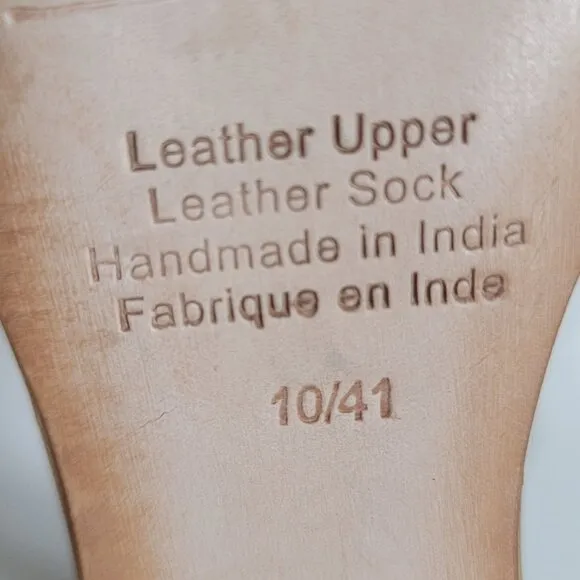 Leather Upper
Leather Sock
Handmade in India
Fabrique en Inde
10/41